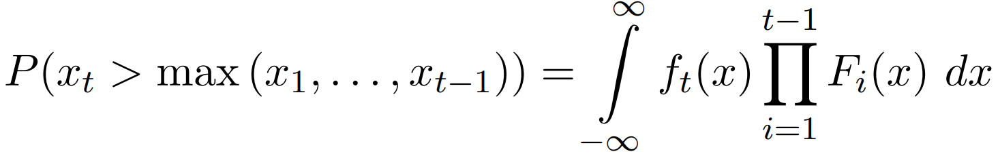 P(x_t > max (x_1, . . . , x_{t−1})) = ∫_{−∞}^{∞} f_t(x) ∏_{i=1}^{t−1} F_i(x) dx